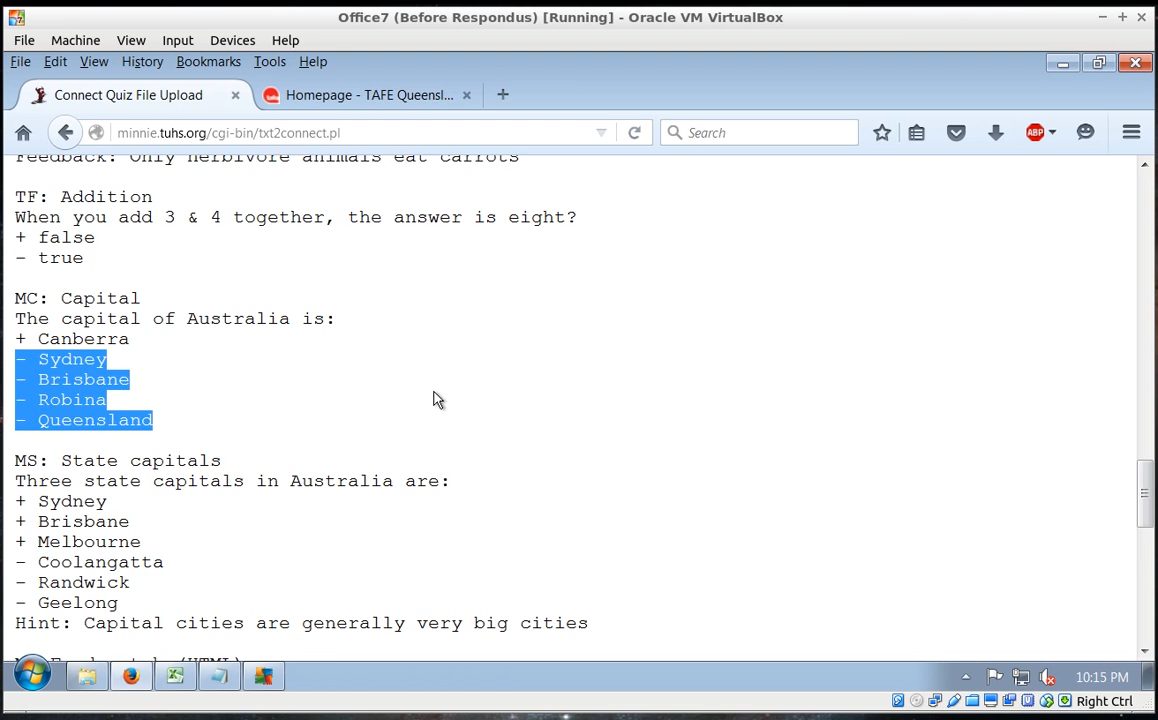 Office7 (Before Respondus) [Running] - Oracle VM VirtualBox
File Machine View Input Devices Help
File Edit View History Bookmarks Tools Help
Connect Quiz File Upload
Homepage - TAFE Queensl...
minnie.tuhs.org/cgi-bin/txt2connect.pl
Search
ABP
Feedback: Only herbivore animals eat carrots
TF: Addition
When you add 3 & 4 together, the answer is eight?
+ false
- true
MC: Capital
The capital of Australia is:
+ Canberra
- Sydney
- Brisbane
- Robina
- Queensland
MS: State capitals
Three state capitals in Australia are:
+ Sydney
+ Brisbane
+ Melbourne
- Coolangatta
- Randwick
- Geelong
Hint: Capital cities are generally very big cities
10:15 PM
Right Ctrl